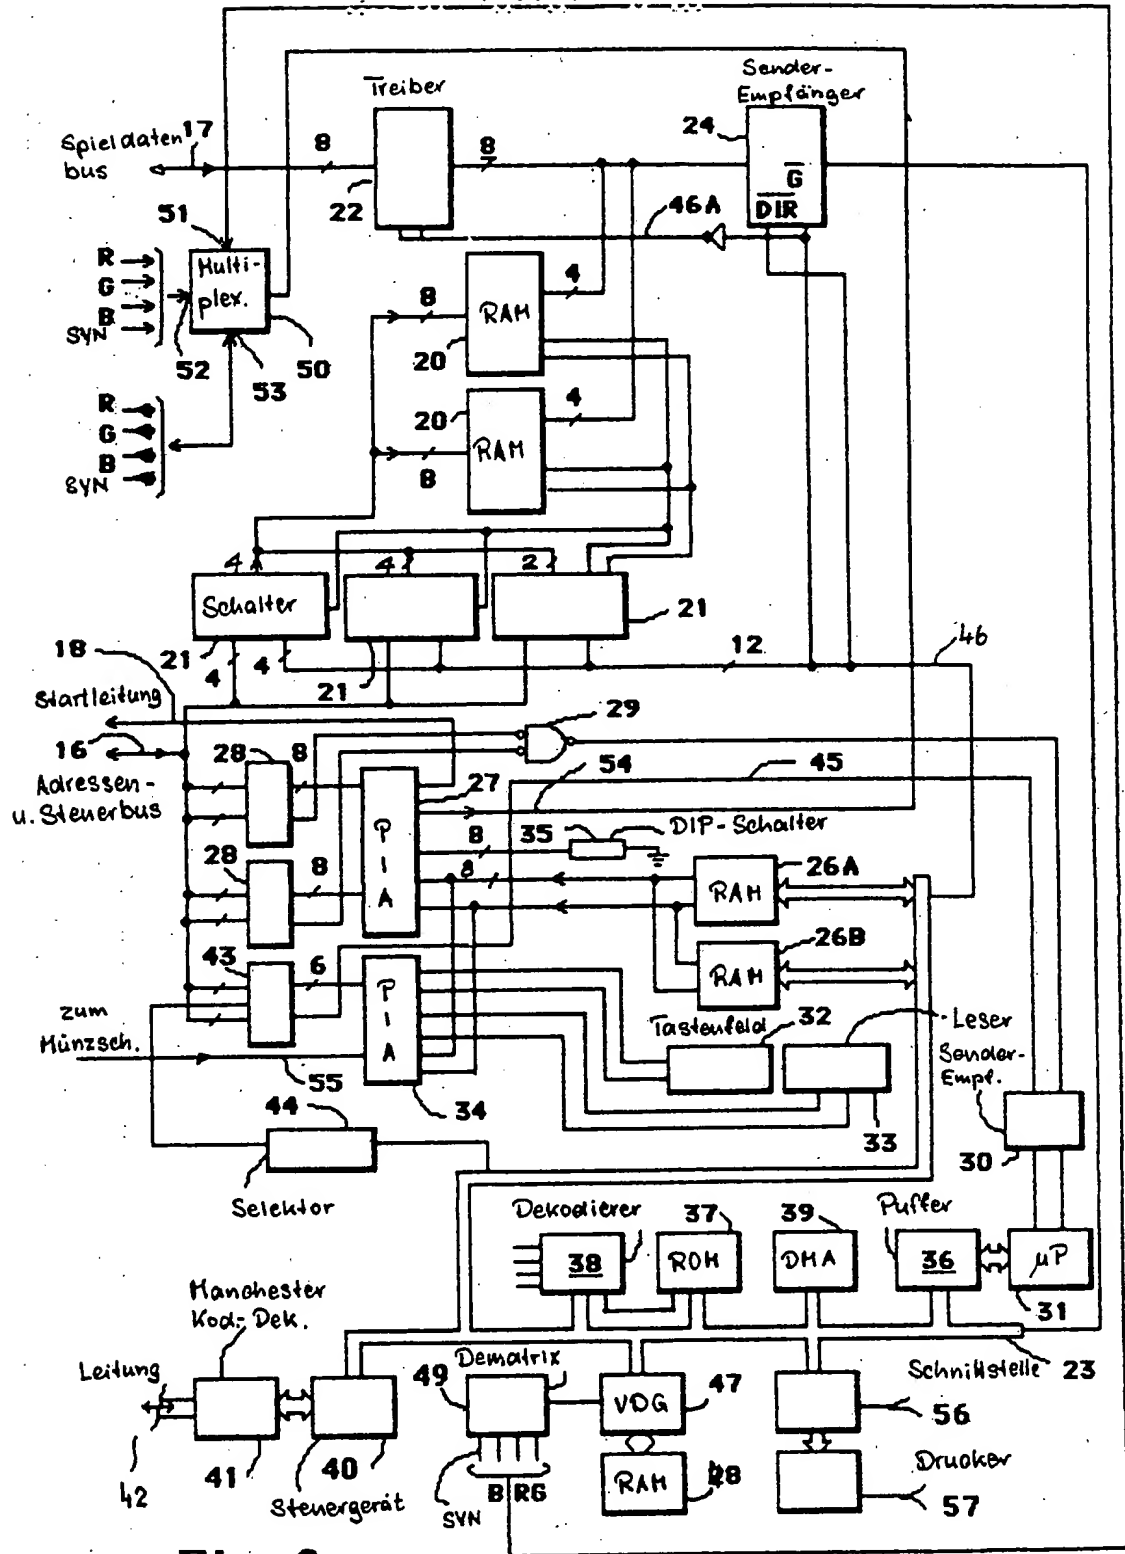 Treiber
Sender-
Empfänger
24
Spieldaten 17
bus
8
8
22
G
DIR
46A
51
R
G
B
SYN
Multi-
plex.
52
53
50
8
RAM
4
20
R
G
B
SYN
20
RAM
4
8
4
4
2
Schalter
21
21
21
4
4
12
46
18
Startleitung
16
Adressen-
u. Steuerbus
29
28
8
27
54
45
PIA
8
35
DIP-Schalter
28
8
8
RAM
26A
RAM
26B
43
6
PIA
zum
Münzsch.
55
34
Tastenfeld
32
Leser
33
Sender-
Empf.
30
44
Selektor
Dekodierer
38
37
ROM
39
DMA
Puffer
36
µP
31
Manchester
Kod.-Dek.
Leitung
42
41
40
Steuergerät
Dematrix
49
SYN
B RG
VDG
47
RAM
28
Schnittstelle 23
56
Drucker
57